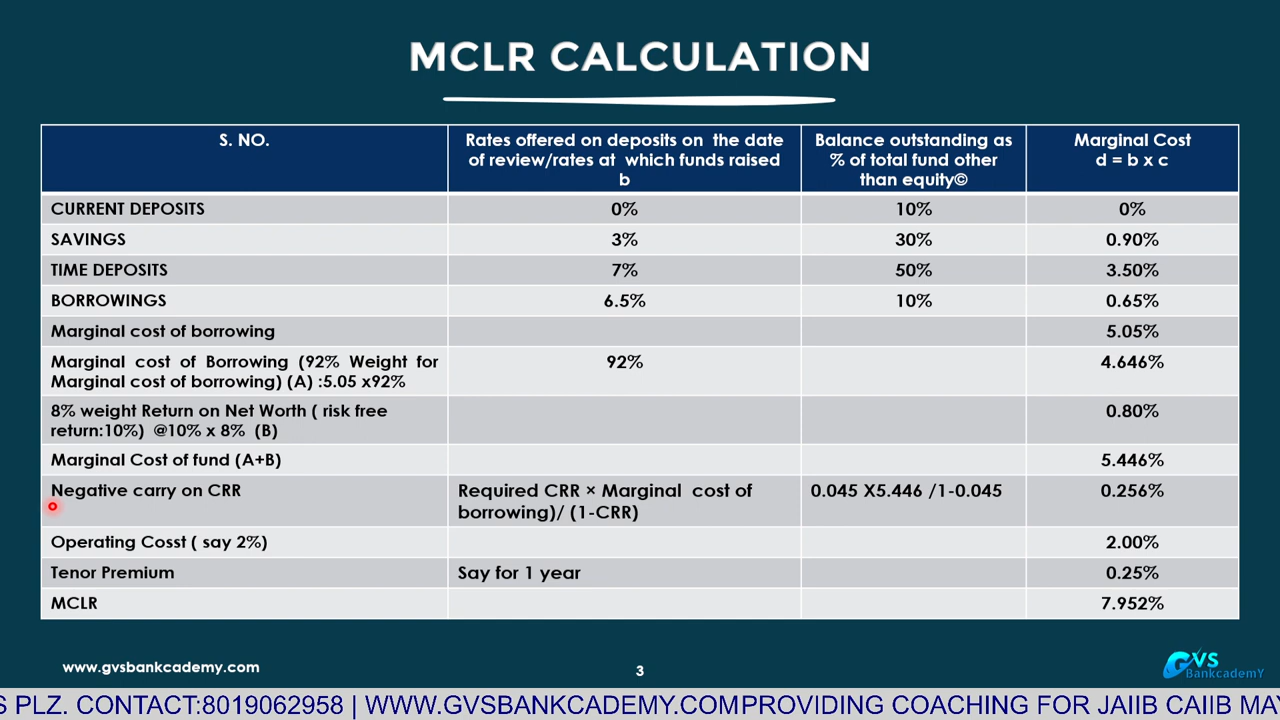 MCLR CALCULATION
S. NO.
Rates offered on deposits on the date
of review/rates at which funds raised
b
Balance outstanding as
% of total fund other
than equity©
Marginal Cost
d = b x c
CURRENT DEPOSITS 0% 10% 0%
SAVINGS 3% 30% 0.90%
TIME DEPOSITS 7% 50% 3.50%
BORROWINGS 6.5% 10% 0.65%
Marginal cost of borrowing 5.05%
Marginal cost of Borrowing (92% Weight for
Marginal cost of borrowing) (A) :5.05 x92%
92% 4.646%
8% weight Return on Net Worth ( risk free
return:10%) @10% x 8% (B)
0.80%
Marginal Cost of fund (A+B) 5.446%
Negative carry on CRR
Required CRR × Marginal cost of
borrowing)/ (1-CRR)
0.045 X5.446 /1-0.045 0.256%
Operating Cosst ( say 2%) 2.00%
Tenor Premium Say for 1 year 0.25%
MCLR 7.952%
www.gvsbankcademy.com
3
GVS
BankcademY
S PLZ. CONTACT:8019062958 | WWW.GVSBANKCADEMY.COMPROVIDING COACHING FOR JAIIB CAIIB MA